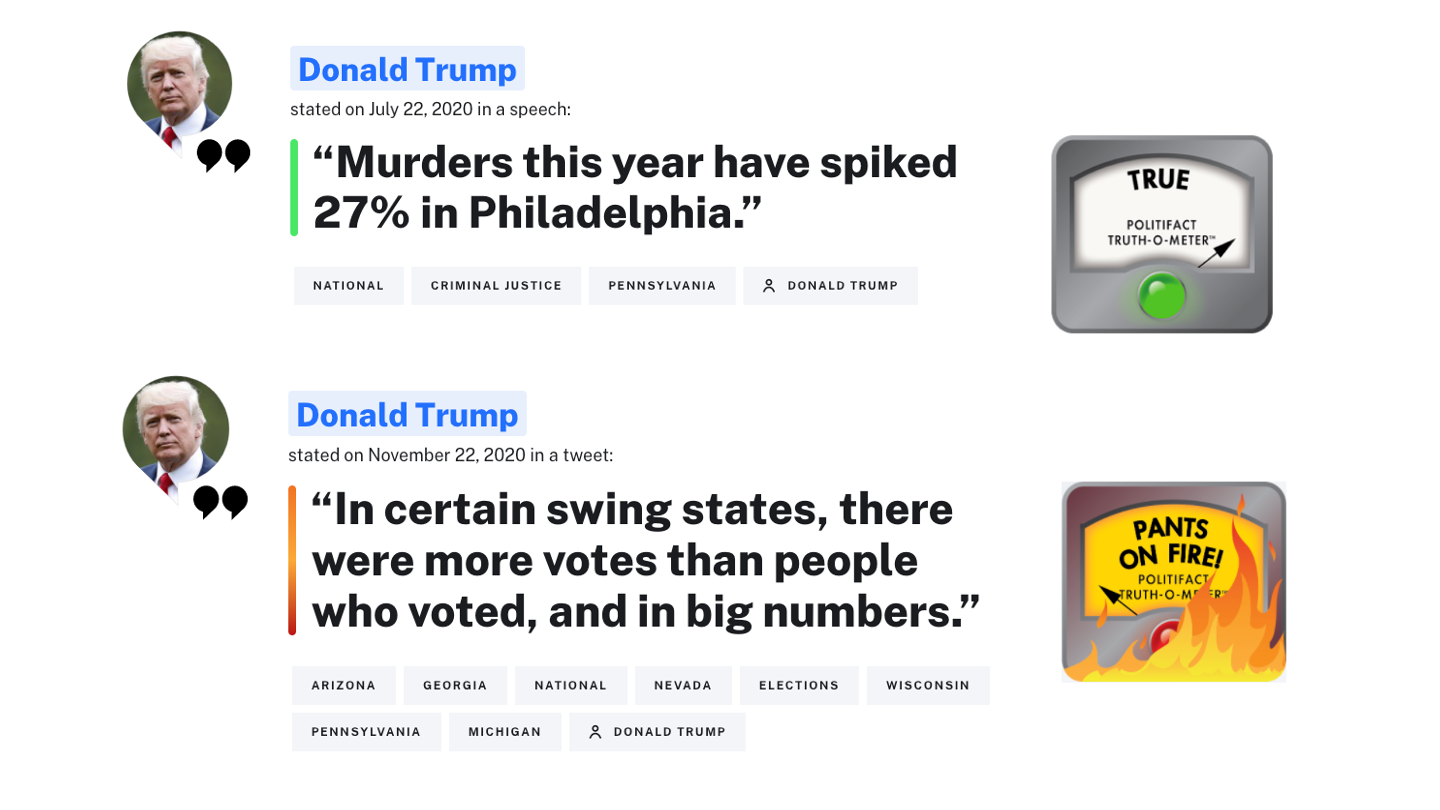 Donald Trump
stated on July 22, 2020 in a speech:
“Murders this year have spiked
27% in Philadelphia.”
NATIONAL CRIMINAL JUSTICE PENNSYLVANIA DONALD TRUMP
TRUE
POLITIFACT
TRUTH-O-METER™
Donald Trump
stated on November 22, 2020 in a tweet:
“In certain swing states, there
were more votes than people
who voted, and in big numbers.”
ARIZONA GEORGIA NATIONAL NEVADA ELECTIONS WISCONSIN
PENNSYLVANIA MICHIGAN DONALD TRUMP
PANTS
ON FIRE!
POLITIFACT
TRUTH-O-METER™